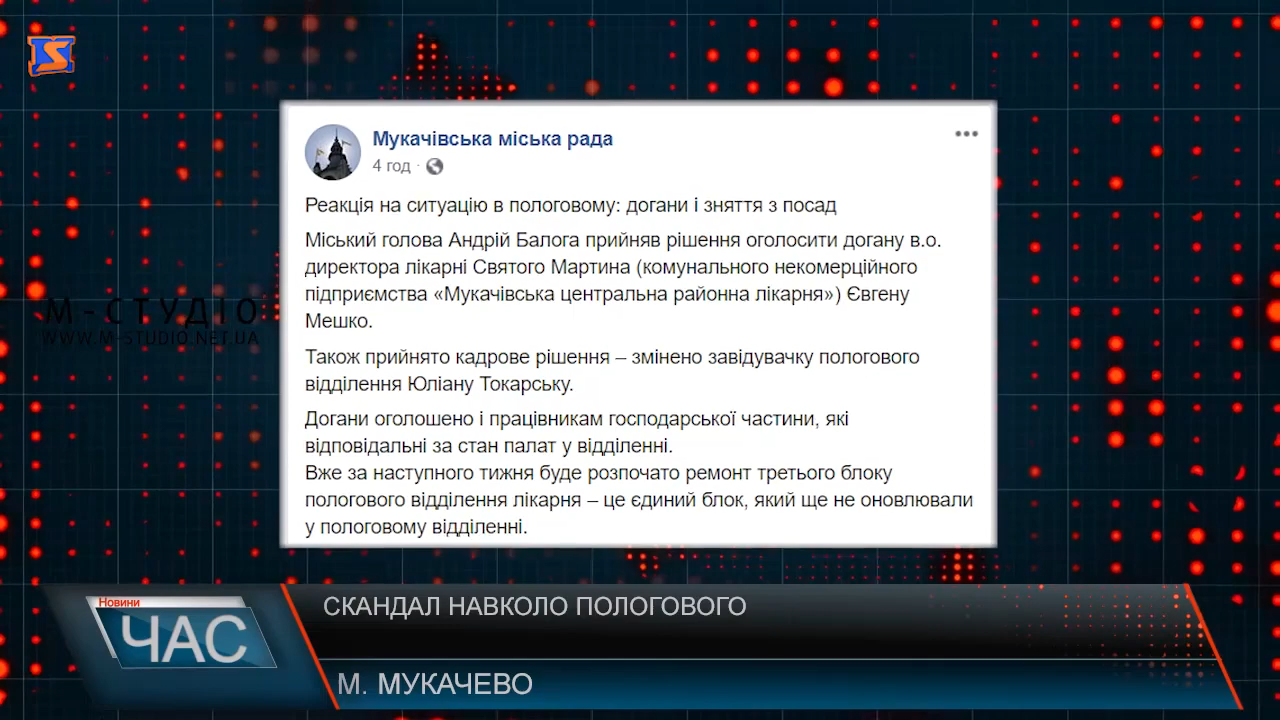 Мукачівська міська рада
4 год ·
Реакція на ситуацію в пологовому: догани і зняття з посад
Міський голова Андрій Балога прийняв рішення оголосити догану в.о.
директора лікарні Святого Мартина (комунального некомерційного
підприємства «Мукачівська центральна районна лікарня») Євгену
Мешко.
Також прийнято кадрове рішення – змінено завідувачку пологового
відділення Юліану Токарську.
Догани оголошено і працівникам господарської частини, які
відповідальні за стан палат у відділенні.
Вже за наступного тижня буде розпочато ремонт третього блоку
пологового відділення лікарня – це єдиний блок, який ще не оновлювали
у пологовому відділенні.
М-СТУДІО
WWW.M-STUDIO.NET.UA
Новини
ЧАС
СКАНДАЛ НАВКОЛО ПОЛОГОВОГО
М. МУКАЧЕВО